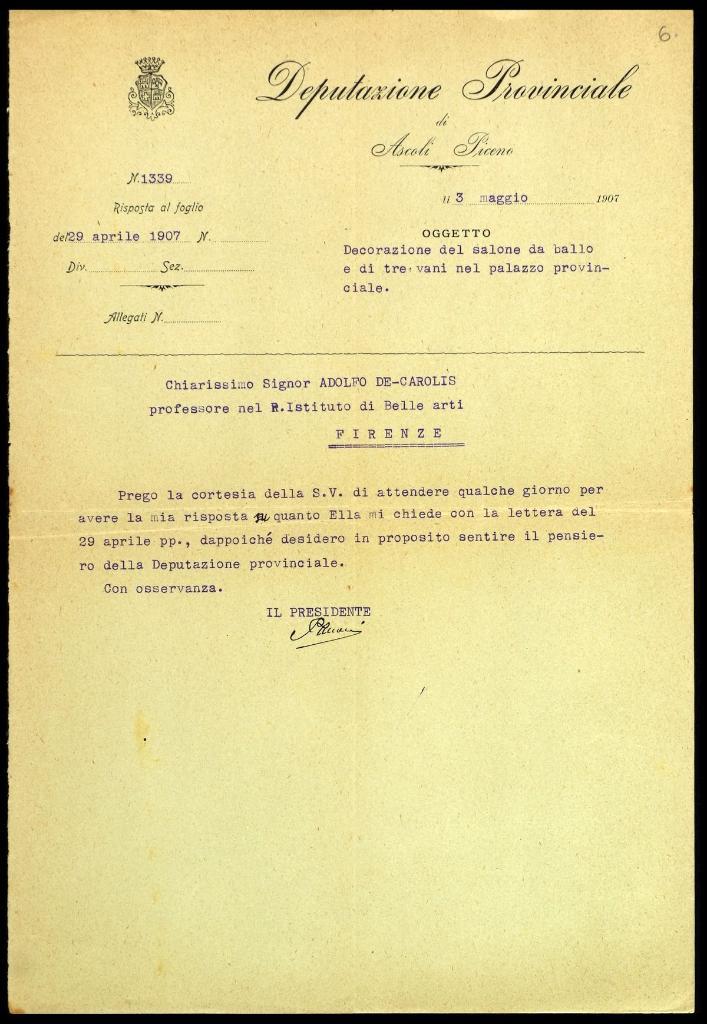 6.
Deputazione Provinciale
di
Ascoli Piceno
N. 1339
Risposta al foglio
del 29 aprile 1907 N.
Div. Sez.
Allegati N.
li 3 maggio 1907
OGGETTO
Decorazione del salone da ballo
e di tre vani nel palazzo provin-
ciale.
Chiarissimo Signor ADOLFO DE-CAROLIS
professore nel R.Istituto di Belle arti
FIRENZE
Prego la cortesia della S.V. di attendere qualche giorno per
avere la mia risposta su quanto Ella mi chiede con la lettera del
29 aprile pp., dappoiché desidero in proposito sentire il pensie-
ro della Deputazione provinciale.
Con osservanza.
IL PRESIDENTE